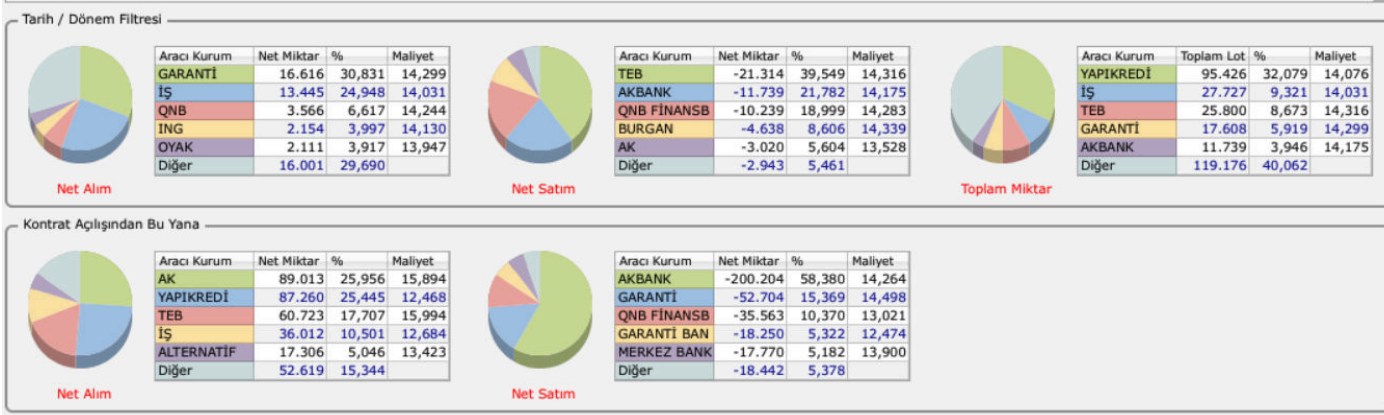 Tarih / Dönem Filtresi
Aracı Kurum Net Miktar % Maliyet
GARANTİ 16.616 30,831 14,299
İŞ 13.445 24,948 14,031
QNB 3.566 6,617 14,244
ING 2.154 3,997 14,130
OYAK 2.111 3,917 13,947
Diğer 16.001 29,690
Net Alım
Aracı Kurum Net Miktar % Maliyet
TEB -21.314 39,549 14,316
AKBANK -11.739 21,782 14,175
QNB FİNANSB -10.239 18,999 14,283
BURGAN -4.638 8,606 14,339
AK -3.020 5,604 13,528
Diğer -2.943 5,461
Net Satım
Aracı Kurum Toplam Lot % Maliyet
YAPIKREDİ 95.426 32,079 14,076
İŞ 27.727 9,321 14,031
TEB 25.800 8,673 14,316
GARANTİ 17.608 5,919 14,299
AKBANK 11.739 3,946 14,175
Diğer 119.176 40,062
Toplam Miktar
Kontrat Açılışından Bu Yana
Aracı Kurum Net Miktar % Maliyet
AK 89.013 25,956 15,894
YAPIKREDİ 87.260 25,445 12,468
TEB 60.723 17,707 15,994
İŞ 36.012 10,501 12,684
ALTERNATİF 17.306 5,046 13,423
Diğer 52.619 15,344
Net Alım
Aracı Kurum Net Miktar % Maliyet
AKBANK -200.204 58,380 14,264
GARANTİ -52.704 15,369 14,498
QNB FİNANSB -35.563 10,370 13,021
GARANTİ BAN -18.250 5,322 12,474
MERKEZ BANK -17.770 5,182 13,900
Diğer -18.442 5,378
Net Satım